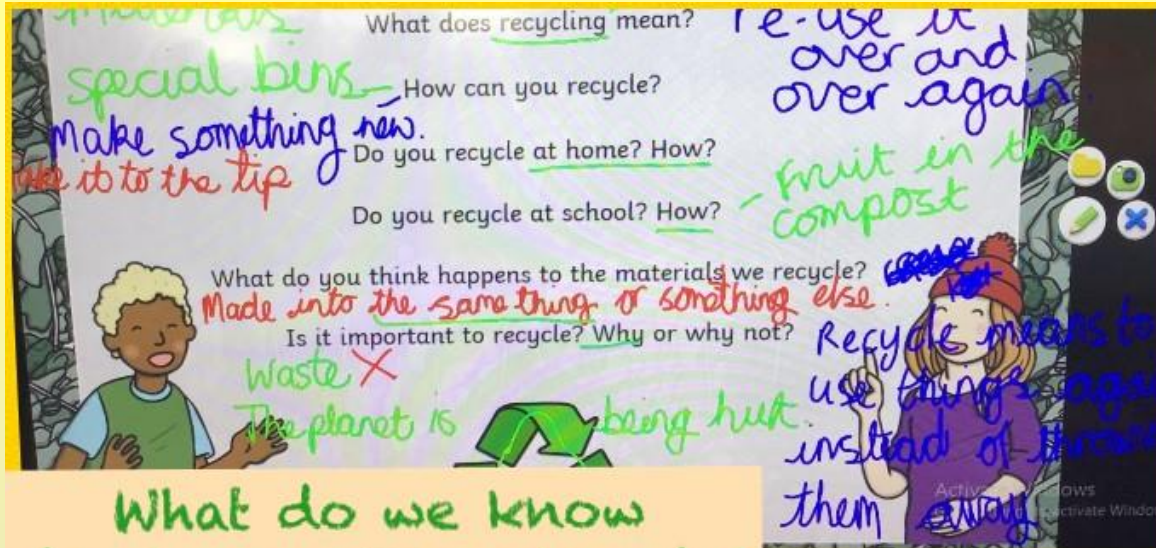 What does recycling mean?
re-use it
over and
over again.
special bins
How can you recycle?
Make something new.
Do you recycle at home? How?
Take it to the tip
Fruit in the
compost
Do you recycle at school? How?
What do you think happens to the materials we recycle?
Made into the same thing or something else.
Is it important to recycle? Why or why not?
Waste X
The planet is being hurt.
Recycle means to
use things again
instead of
them away
Windows
activate Windows
What do we know